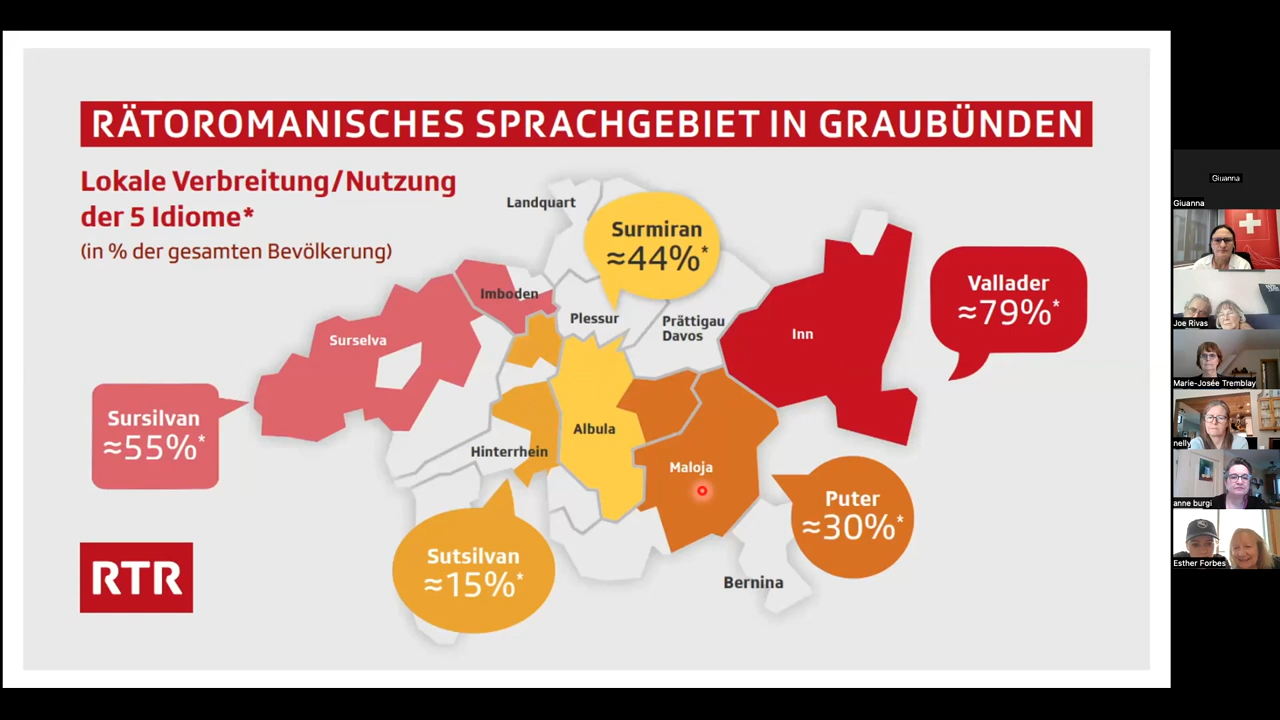 RÄTOROMANISCHES SPRACHGEBIET IN GRAUBÜNDEN
Lokale Verbreitung/Nutzung
der 5 Idiome*
(in % der gesamten Bevölkerung)
Landquart
Surmiran
≈44%*
Vallader
≈79%*
Imboden
Plessur
Prättigau
Davos
Inn
Surselva
Sursilvan
≈55%*
Albula
Hinterrhein
Maloja
Puter
≈30%*
Sutsilvan
≈15%*
Bernina
RTR
Giuanna
Giuanna
Joe Rivas
Marie-Josée Tremblay
nelly
anne burgi
Esther Forbes